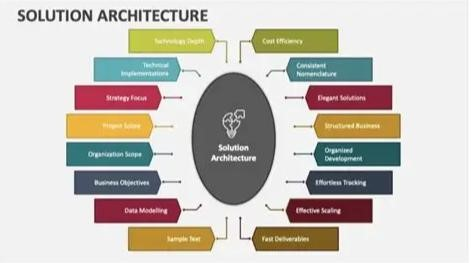 SOLUTION ARCHITECTURE
Technology Depth
Cost Efficiency
Technical
Implementations
Consistent
Nomenclature
Strategy Focus
Elegant Solutions
Project Scope
Structured Business
Organization Scope
Organized
Development
Business Objectives
Effortless Tracking
Data Modelling
Effective Scaling
Sample Text
Fast Deliverables
Solution
Architecture